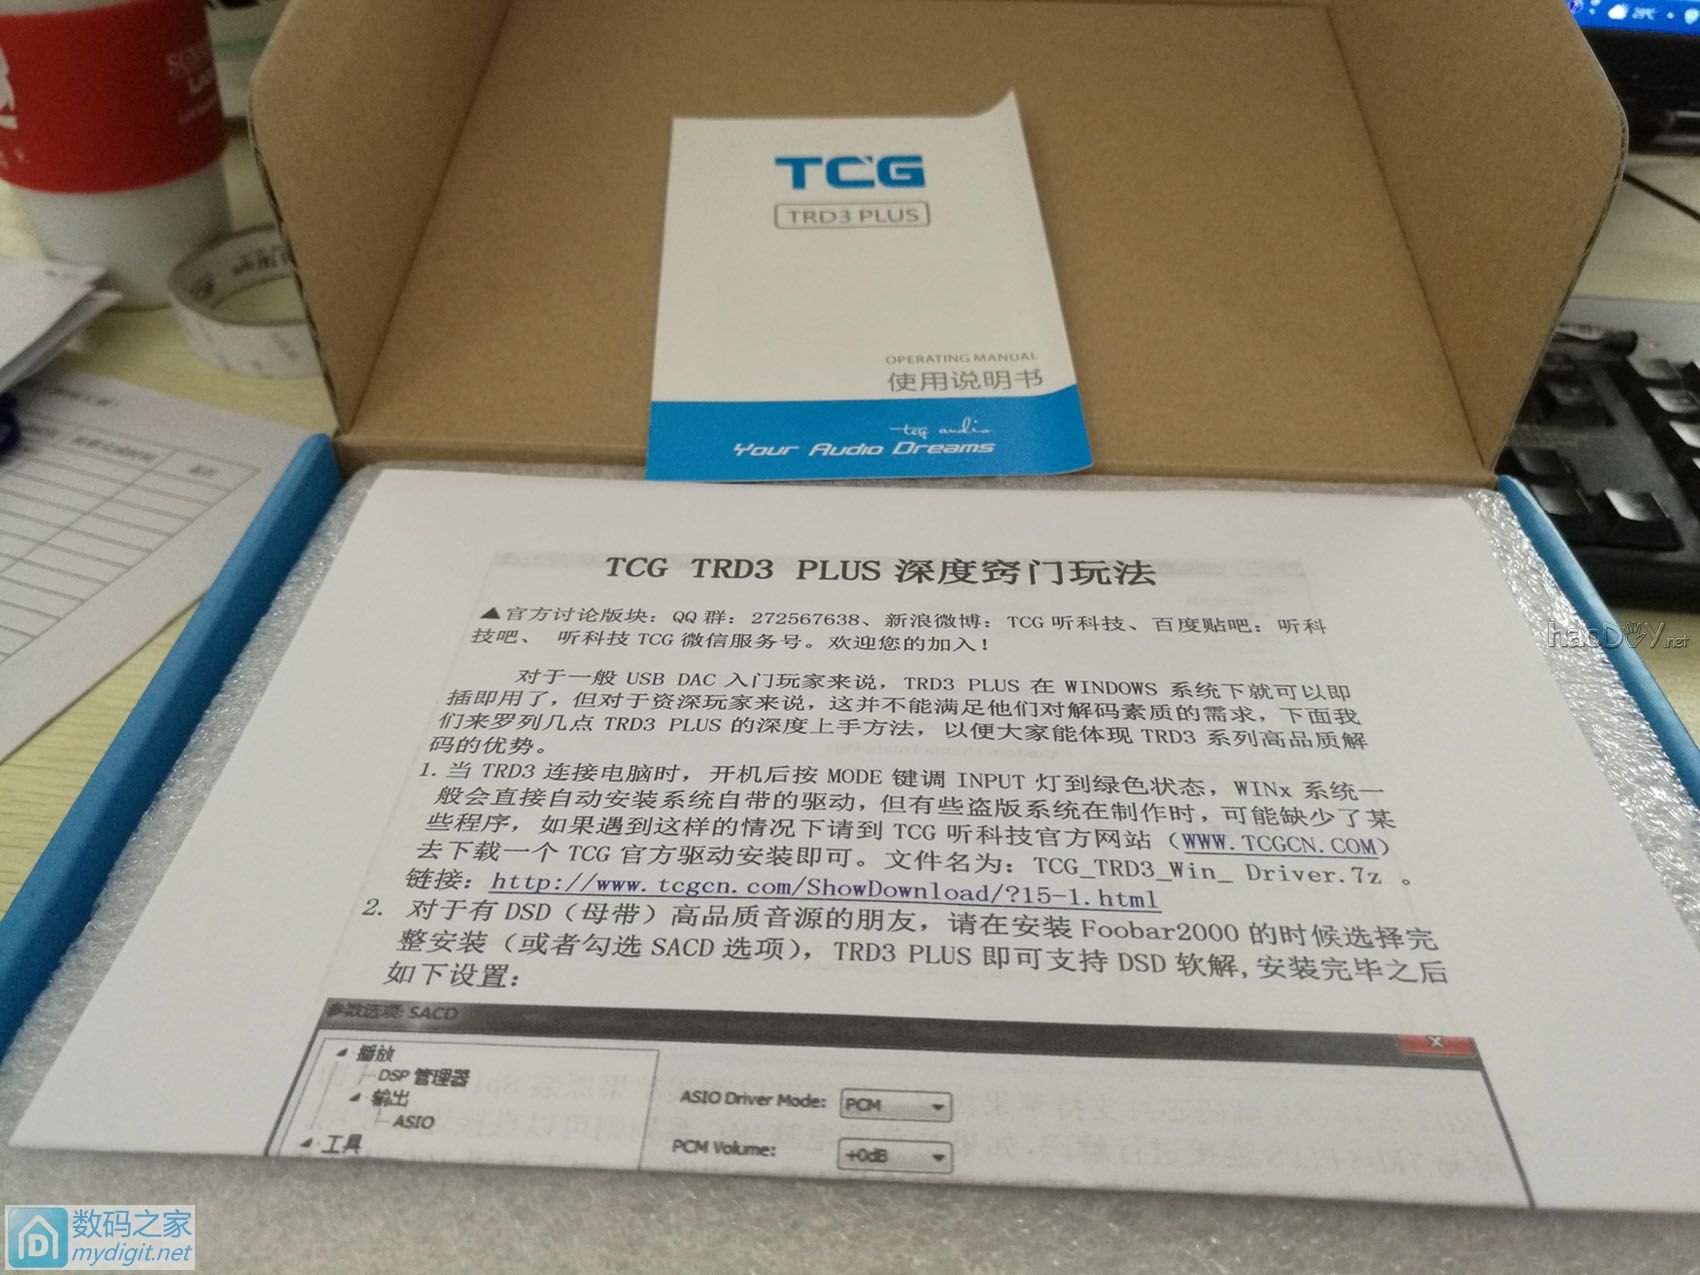 28℃
TCG
TRD3 PLUS
OPERATING MANUAL
使用说明书
tcg audio
Your Audio Dreams
TCG TRD3 PLUS 深度窍门玩法
▲官方讨论版块：QQ 群：272567638、新浪微博：TCG 听科技、百度贴吧：听科
技吧、 听科技 TCG 微信服务号。欢迎您的加入！
对于一般 USB DAC 入门玩家来说，TRD3 PLUS 在 WINDOWS 系统下就可以即
插即用了，但对于资深玩家来说，这并不能满足他们对解码素质的需求，下面我
们来罗列几点 TRD3 PLUS 的深度上手方法，以便大家能体现 TRD3 系列高品质解
码的优势。
1. 当 TRD3 连接电脑时，开机后按 MODE 键调 INPUT 灯到绿色状态，WINx 系统一
般会直接自动安装系统自带的驱动，但有些盗版系统在制作时，可能缺少了某
些程序，如果遇到这样的情况下请到 TCG 听科技官方网站（WWW.TCGCN.COM）
去下载一个 TCG 官方驱动安装即可。文件名为：TCG_TRD3_Win_ Driver.7z 。
链接：http://www.tcgcn.com/ShowDownload/?15-1.html
2. 对于有 DSD（母带）高品质音源的朋友，请在安装 Foobar2000 的时候选择完
整安装（或者勾选 SACD 选项），TRD3 PLUS 即可支持 DSD 软解,安装完毕之后
如下设置：
参数选项: SACD
播放
DSP 管理器
输出
ASIO
工具
ASIO Driver Mode: PCM
PCM Volume: +0dB
haoDIY.net
数码之家
mydigit.net